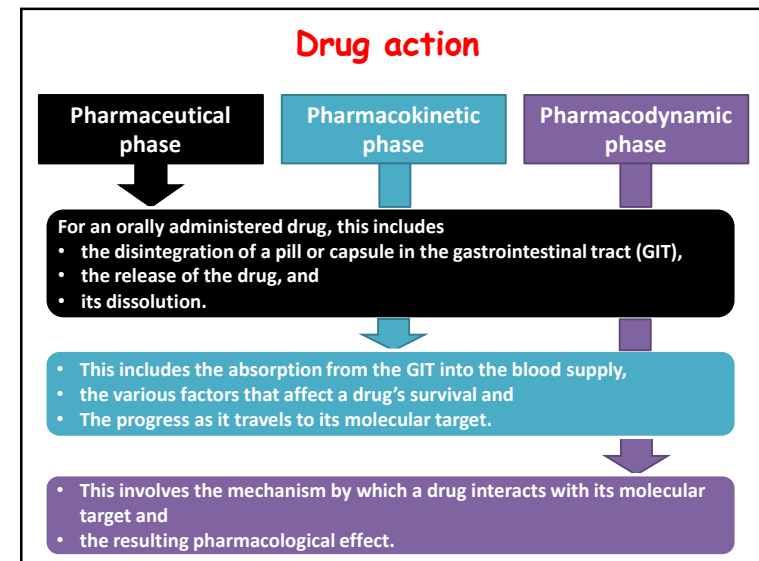 Drug action
Pharmaceutical
phase
Pharmacokinetic
phase
Pharmacodynamic
phase
For an orally administered drug, this includes
• the disintegration of a pill or capsule in the gastrointestinal tract (GIT),
• the release of the drug, and
• its dissolution.
• This includes the absorption from the GIT into the blood supply,
• the various factors that affect a drug's survival and
• The progress as it travels to its molecular target.
• This involves the mechanism by which a drug interacts with its molecular
target and
• the resulting pharmacological effect.